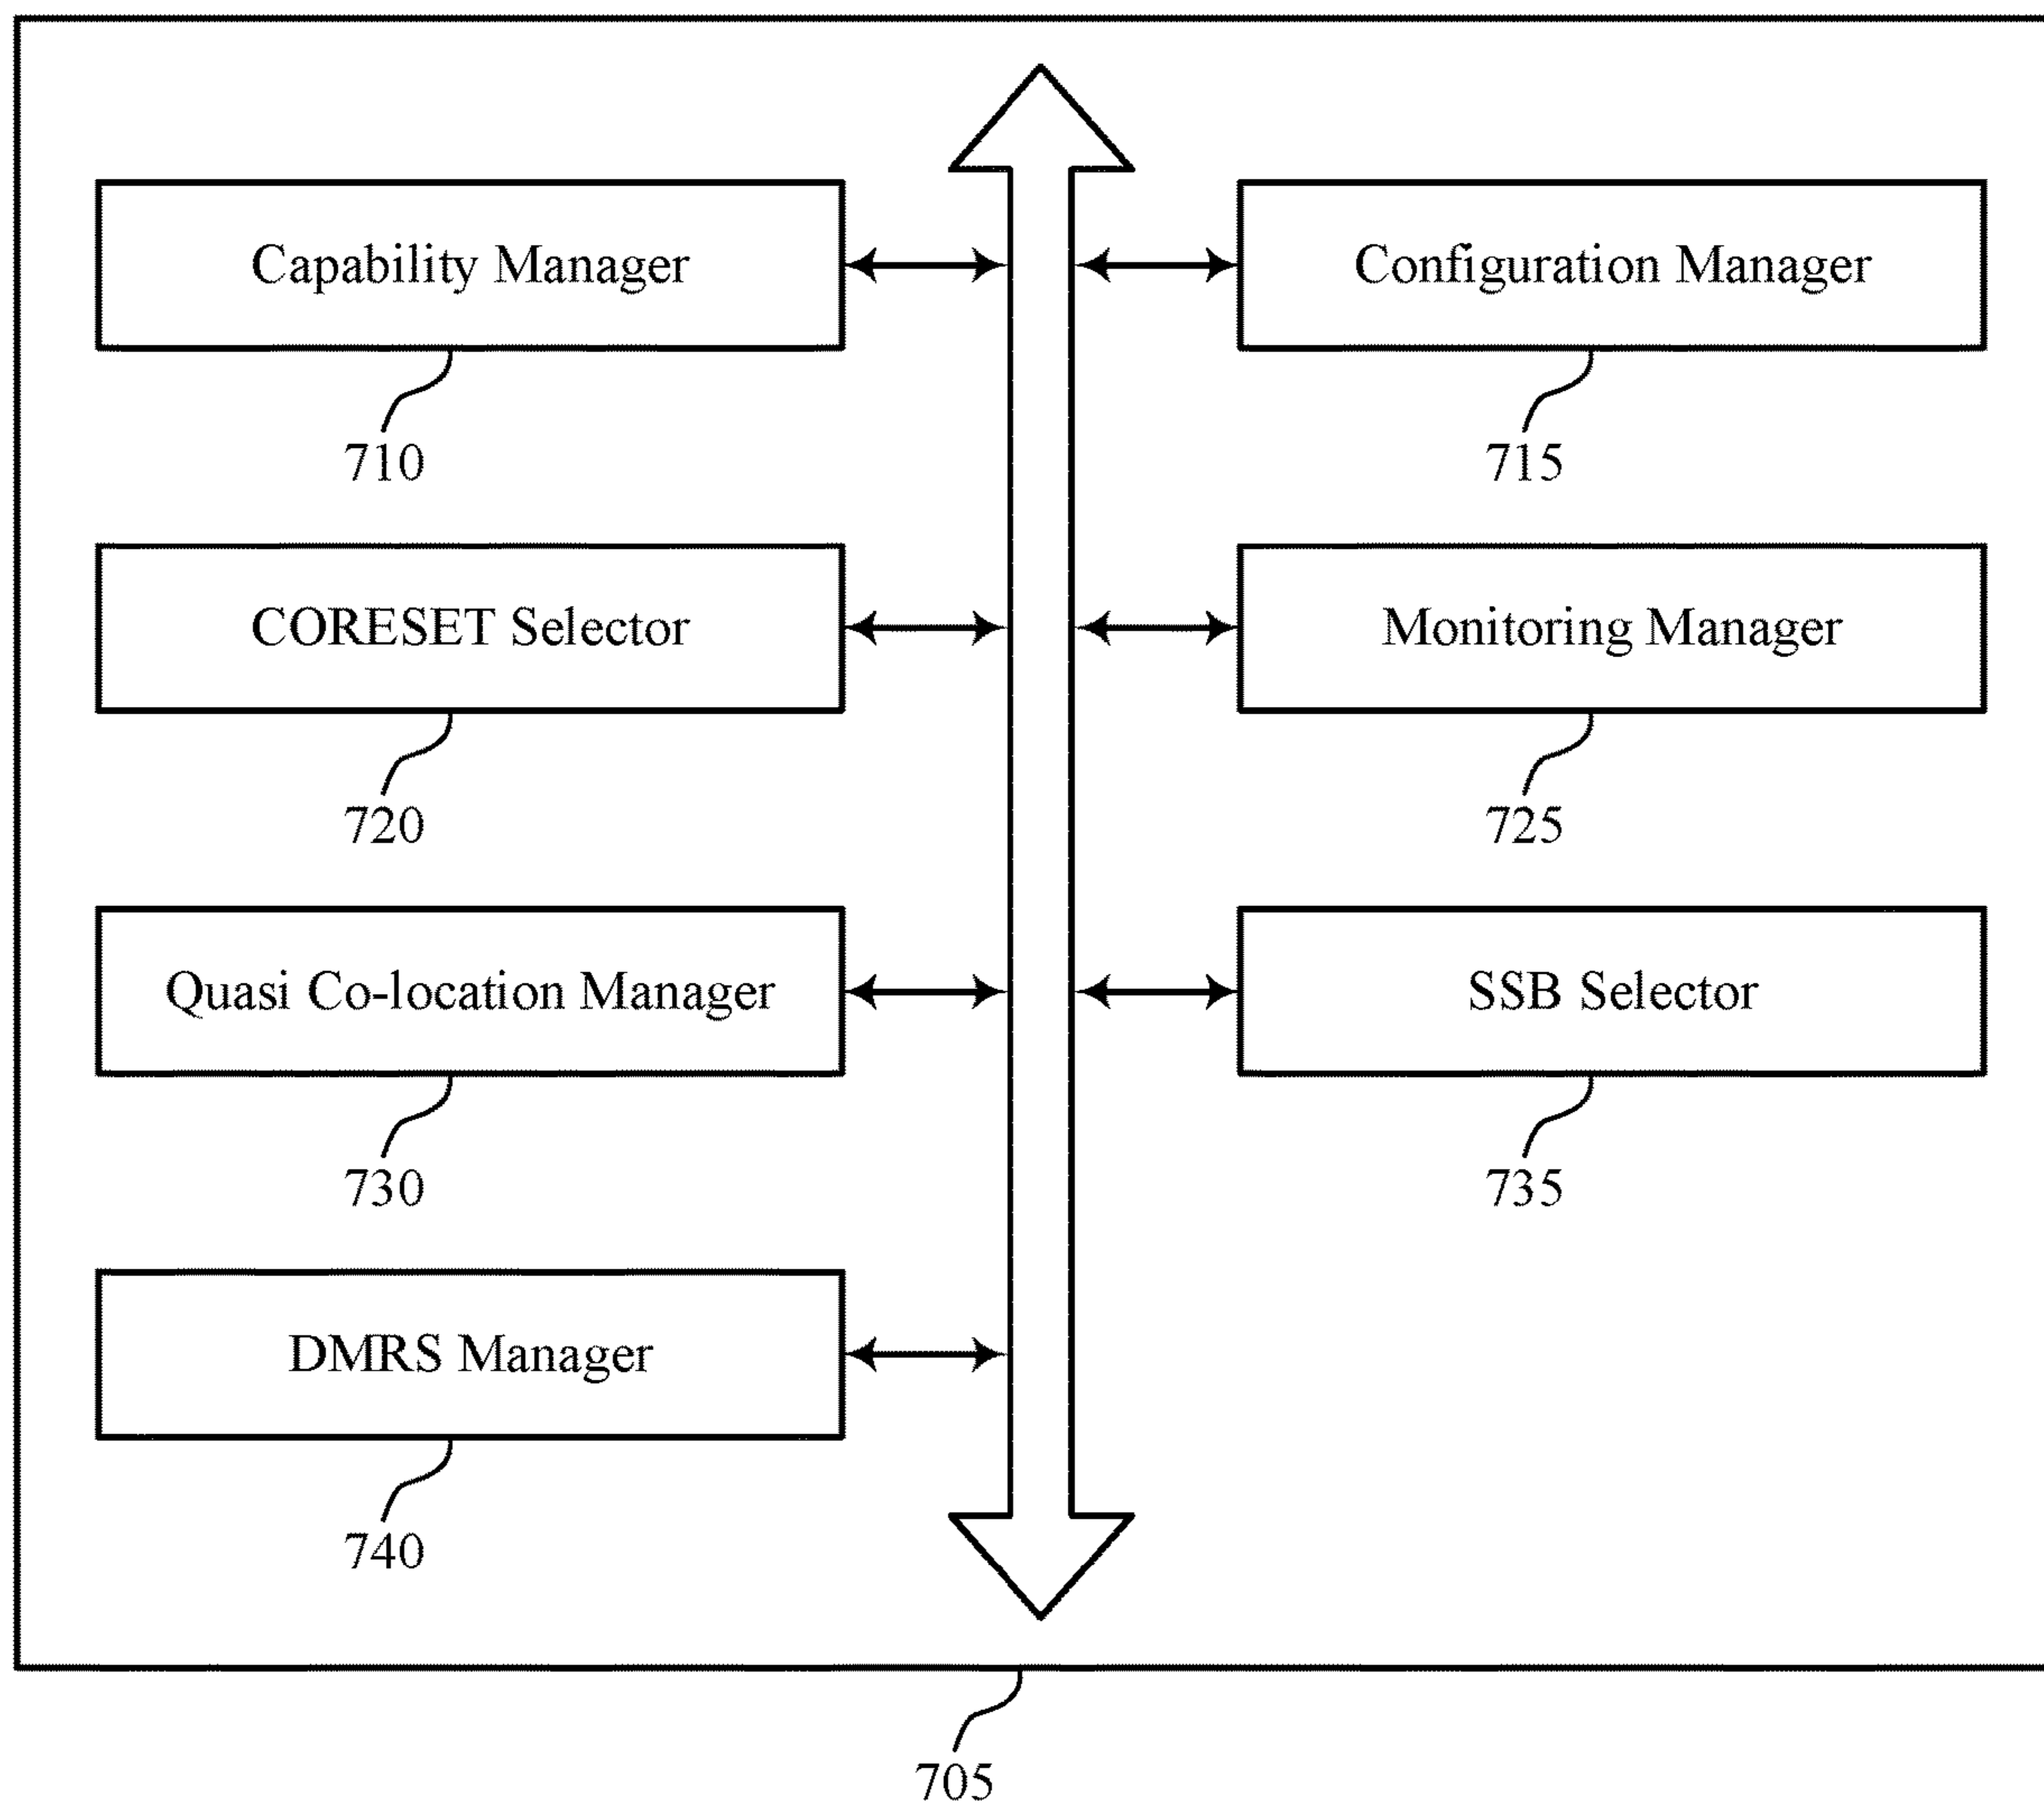 Capability Manager
Configuration Manager
710
715
CORESET Selector
Monitoring Manager
720
725
Quasi Co-location Manager
SSB Selector
730
735
DMRS Manager
740
705